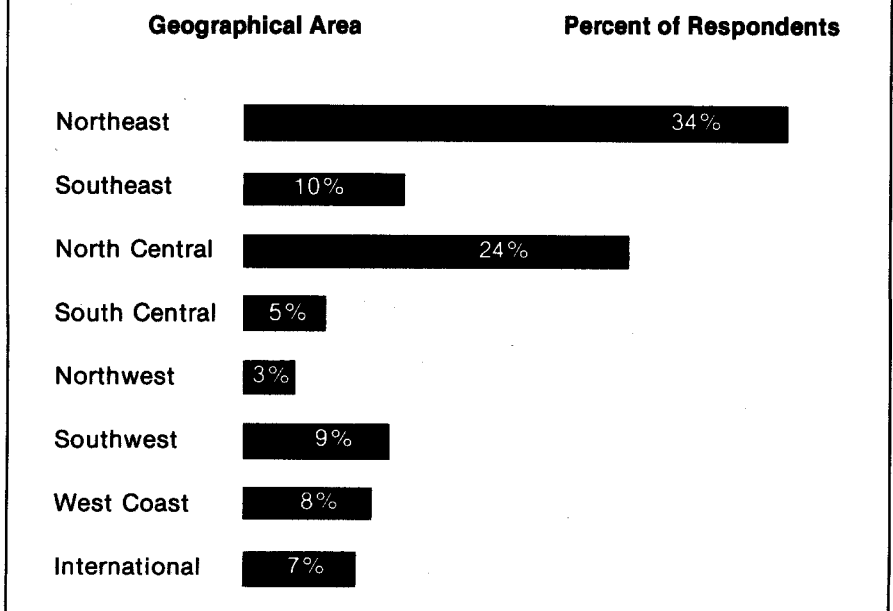 Geographical Area Percent of Respondents
Northeast 34%
Southeast 10%
North Central 24%
South Central 5%
Northwest 3%
Southwest 9%
West Coast 8%
International 7%